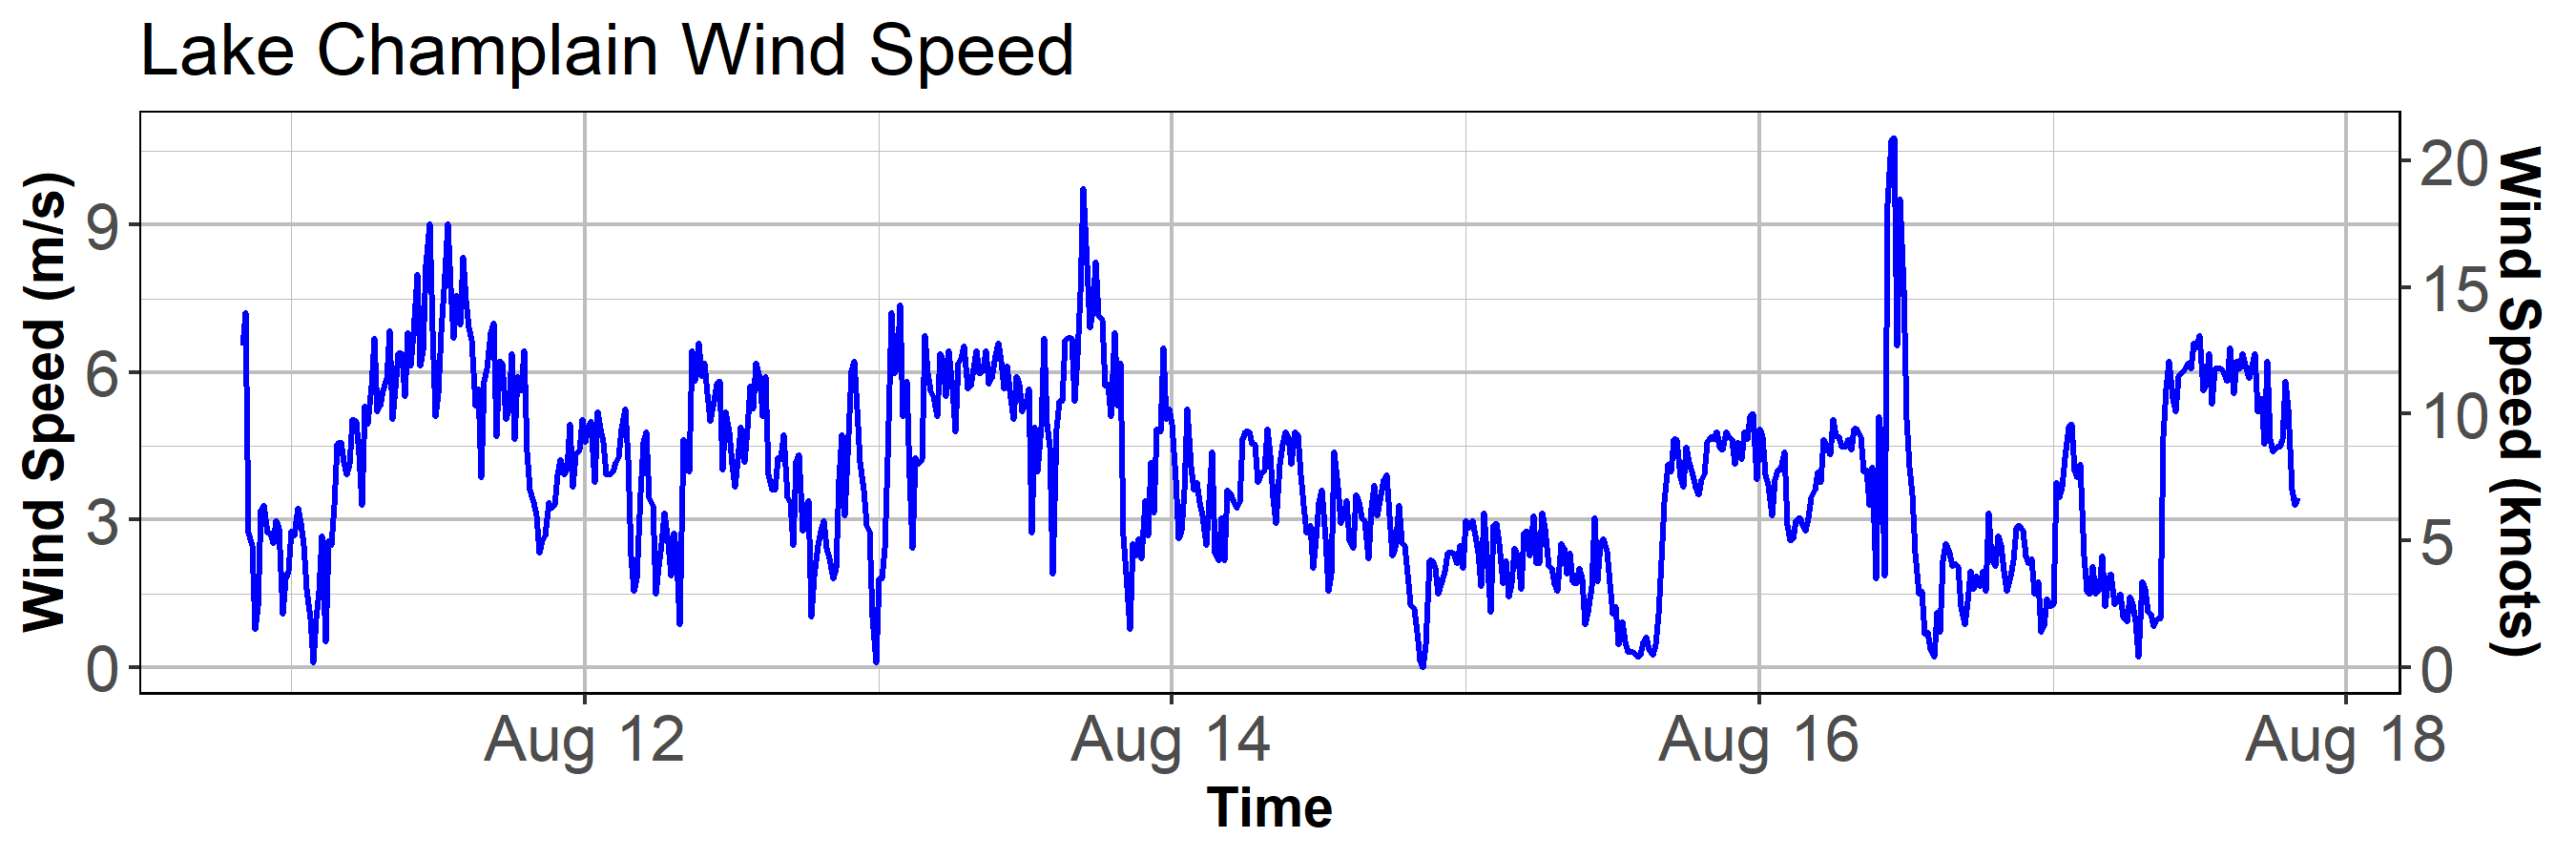 Lake Champlain Wind Speed
Wind Speed (m/s)
9
6
3
0
20
15
10
5
0
Wind Speed (knots)
Aug 12
Aug 14
Aug 16
Aug 18
Time